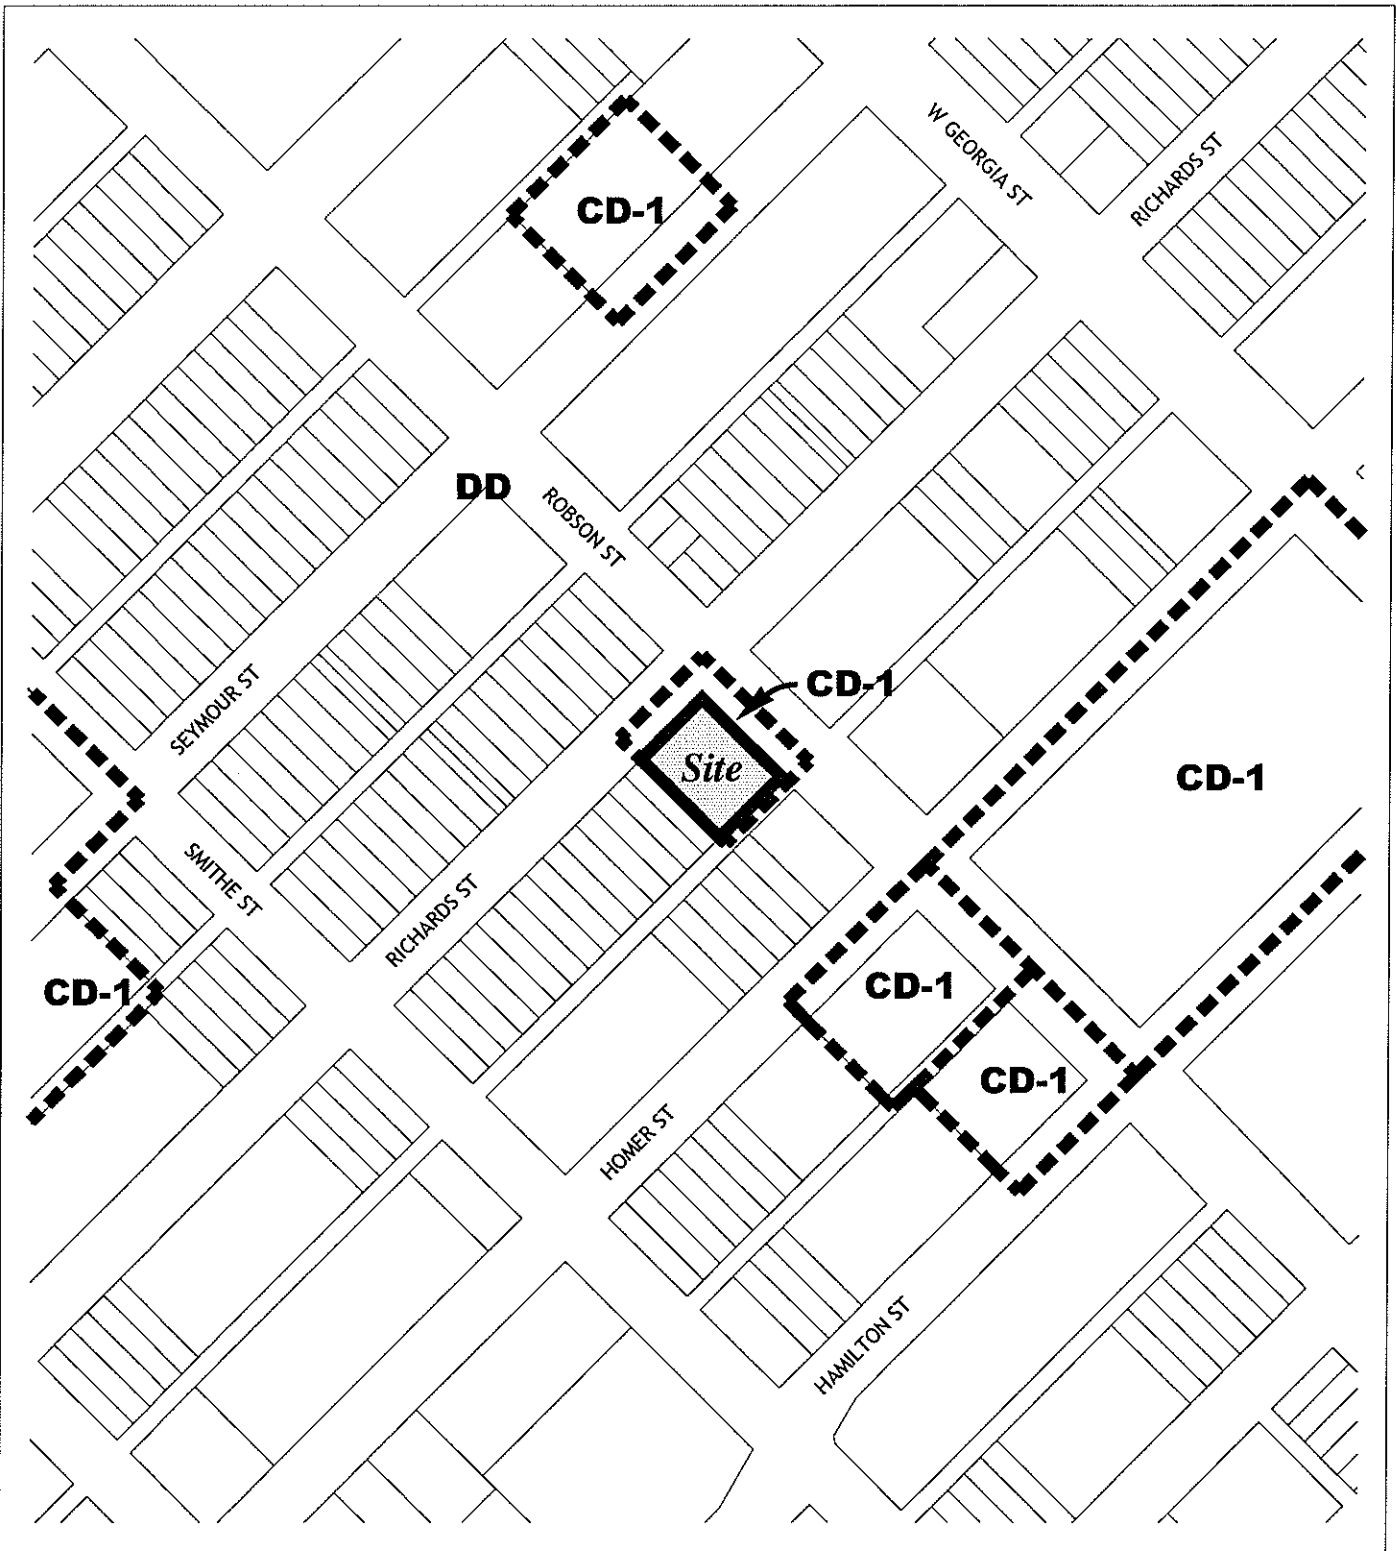 W GEORGIA ST
RICHARDS ST
CD-1
DD
ROBSON ST
SEYMOUR ST
CD-1
Site
CD-1
SMITHE ST
RICHARDS ST
CD-1
CD-1
CD-1
HOMER ST
HAMILTON ST